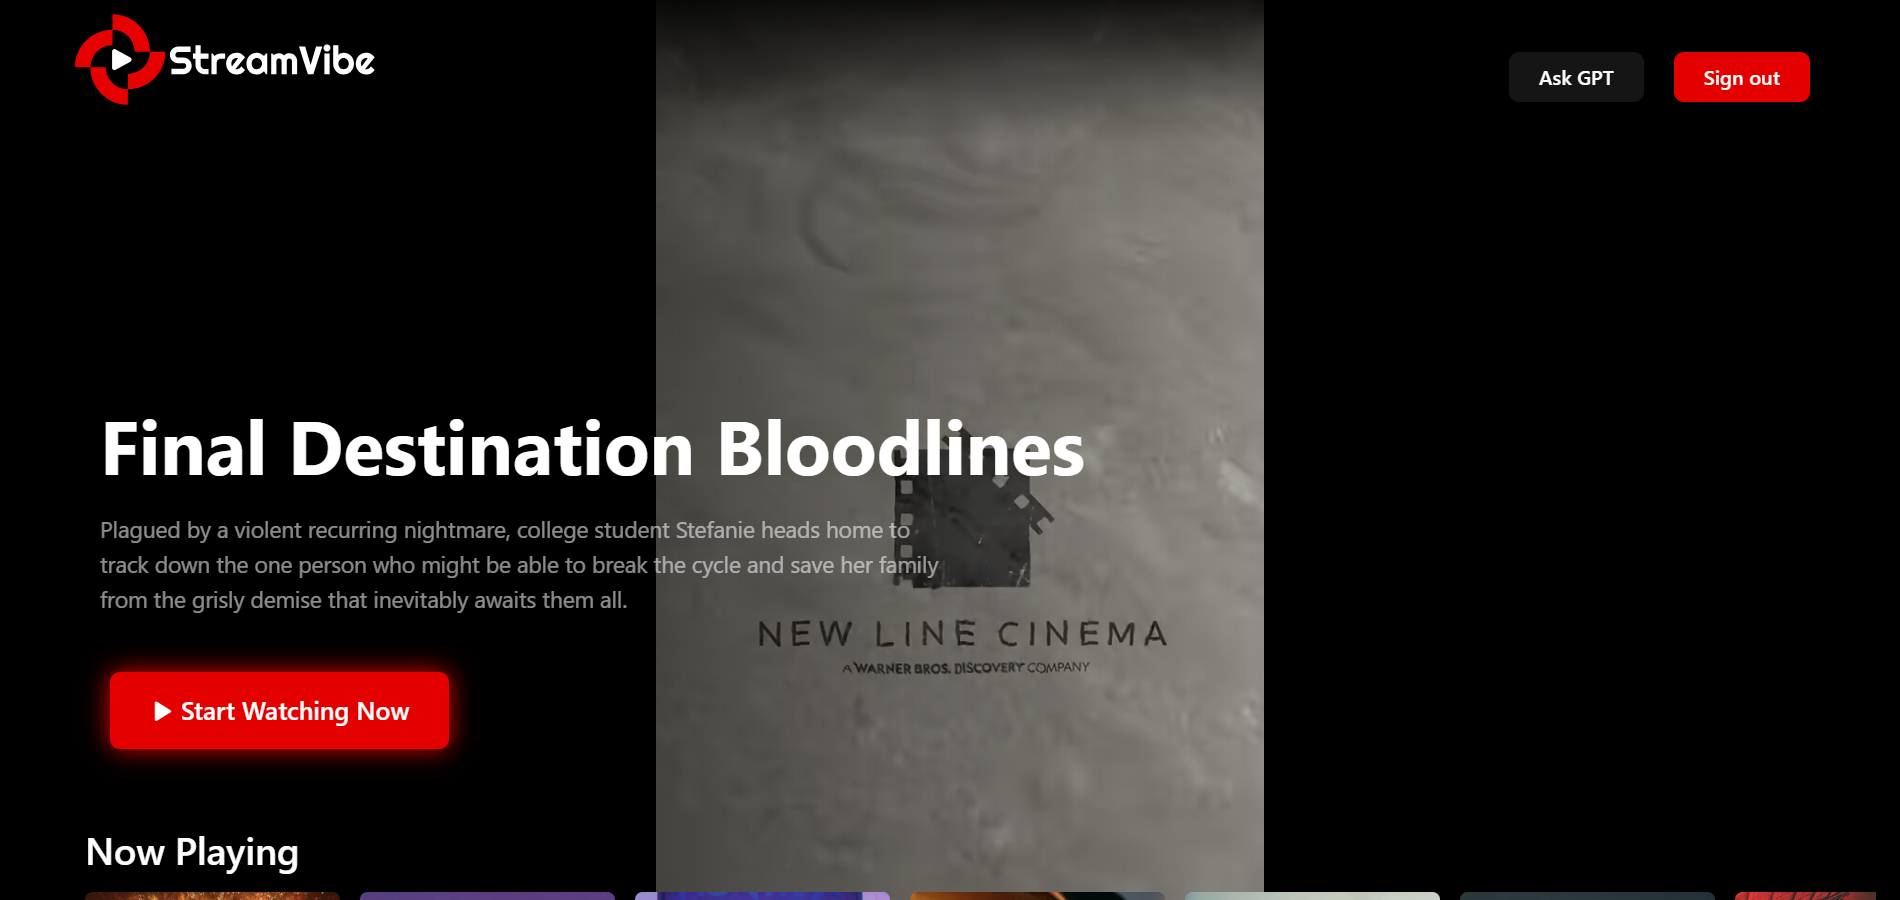 StreamVibe
Ask GPT
Sign out
Final Destination Bloodlines
Plagued by a violent recurring nightmare, college student Stefanie heads home to
track down the one person who might be able to break the cycle and save her family
from the grisly demise that inevitably awaits them all.
NEW LINE CINEMA
A WARNER BROS. DISCOVERY COMPANY
Start Watching Now
Now Playing